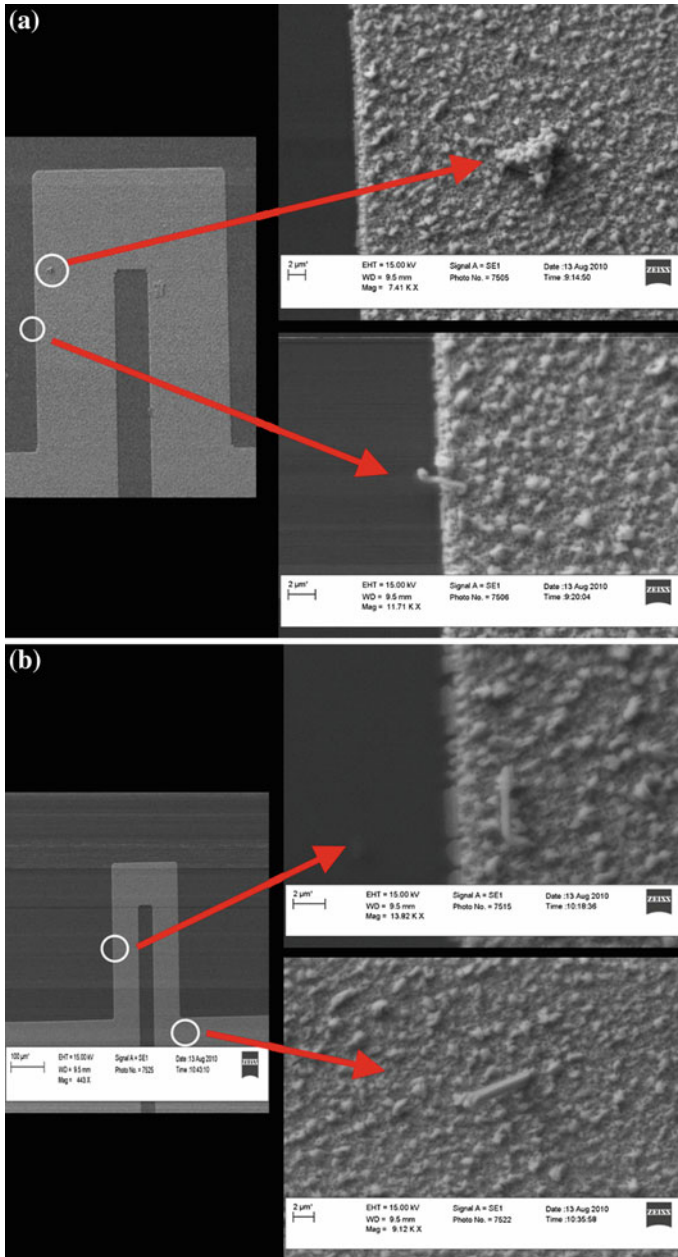 (a)
2 µm*
EHT = 15.00 kV Signal A = SE1 Date :13 Aug 2010
WD = 9.5 mm Photo No. = 7505 Time :9:14:50
Mag = 7.41 K X
ZEISS
2 µm*
EHT = 15.00 kV Signal A = SE1 Date :13 Aug 2010
WD = 9.5 mm Photo No. = 7506 Time :9:20:04
Mag = 11.71 K X
ZEISS
(b)
2 µm*
EHT = 15.00 kV Signal A = SE1 Date :13 Aug 2010
WD = 9.5 mm Photo No. = 7515 Time :10:18:36
Mag = 13.82 K X
ZEISS
100 µm*
EHT = 15.00 kV Signal A = SE1 Date :13 Aug 2010
WD = 9.5 mm Photo No. = 7525 Time :10:43:10
Mag = 443 X
ZEISS
2 µm*
EHT = 15.00 kV Signal A = SE1 Date :13 Aug 2010
WD = 9.5 mm Photo No. = 7522 Time :10:35:58
Mag = 9.12 K X
ZEISS